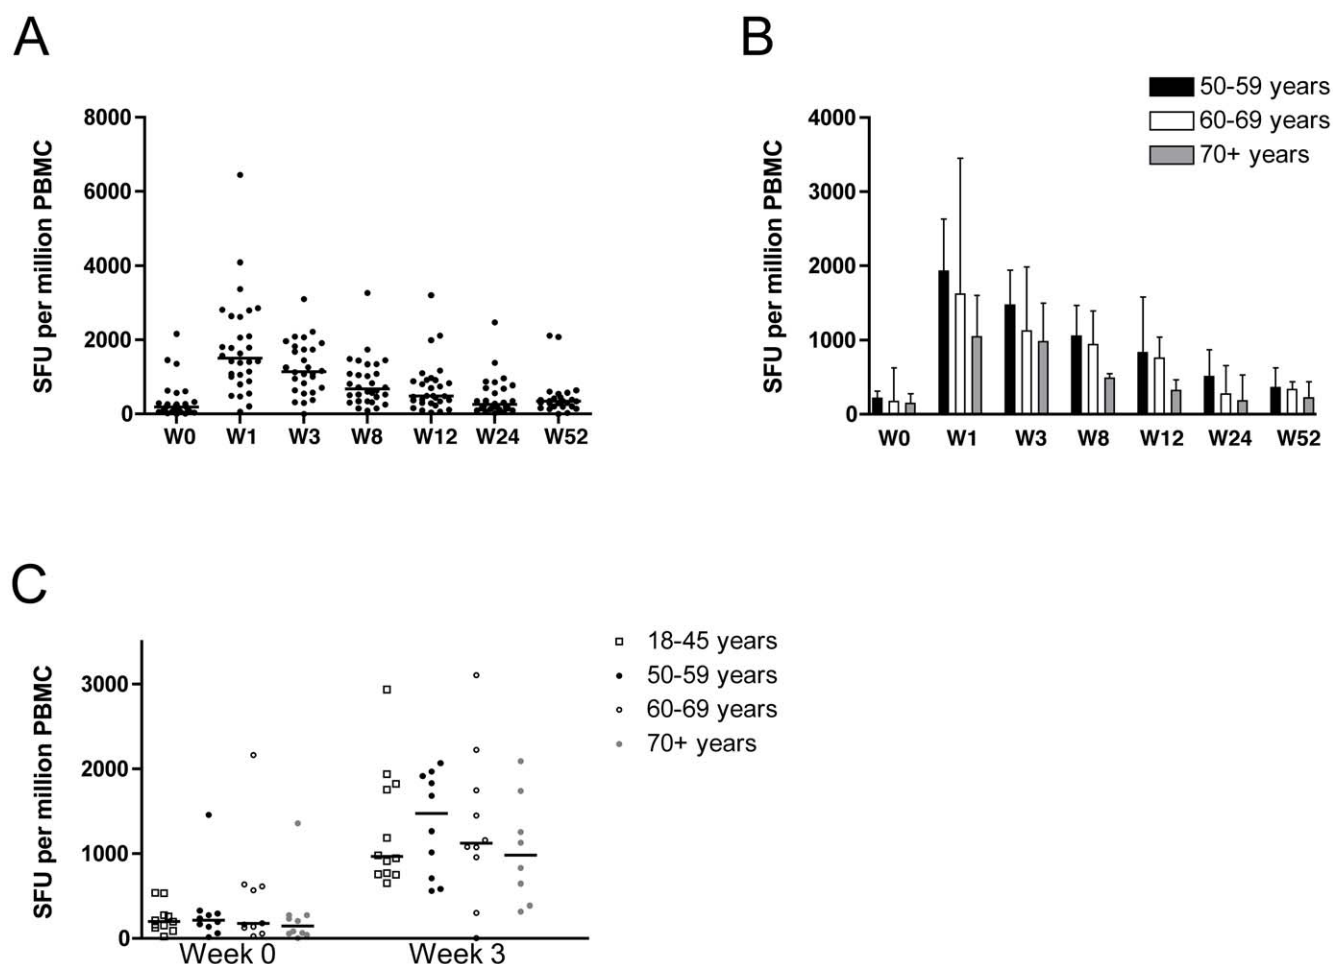 A
SFU per million PBMC
8000
6000
4000
2000
0
W0 W1 W3 W8 W12 W24 W52
B
50-59 years
60-69 years
70+ years
SFU per million PBMC
4000
3000
2000
1000
0
W0 W1 W3 W8 W12 W24 W52
C
SFU per million PBMC
3000
2000
1000
0
Week 0 Week 3
18-45 years
50-59 years
60-69 years
70+ years